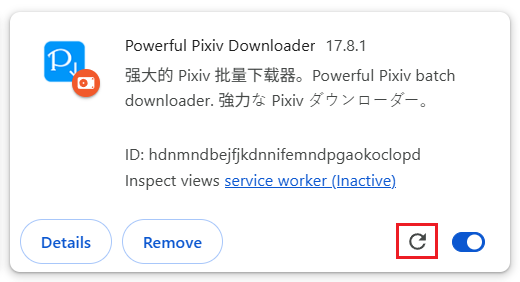 Powerful Pixiv Downloader 17.8.1
强大的 Pixiv 批量下载器。Powerful Pixiv batch
downloader. 強力な Pixiv ダウンローダー。
ID: hdnmndbejfjkdnnifemndpgaokoclopd
Inspect views service worker (Inactive)
Details Remove